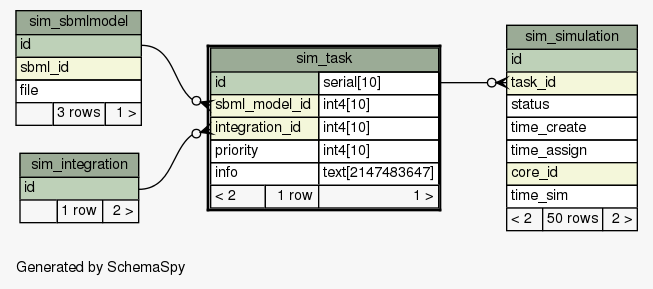 sim_sbmlmodel
id
sbml_id
file
3 rows 1 >
sim_integration
id
1 row 2 >
sim_task
id serial[10]
sbml_model_id int4[10]
integration_id int4[10]
priority int4[10]
info text[2147483647]
< 2 1 row 1 >
sim_simulation
id
task_id
status
time_create
time_assign
core_id
time_sim
< 2 50 rows 2 >
Generated by SchemaSpy